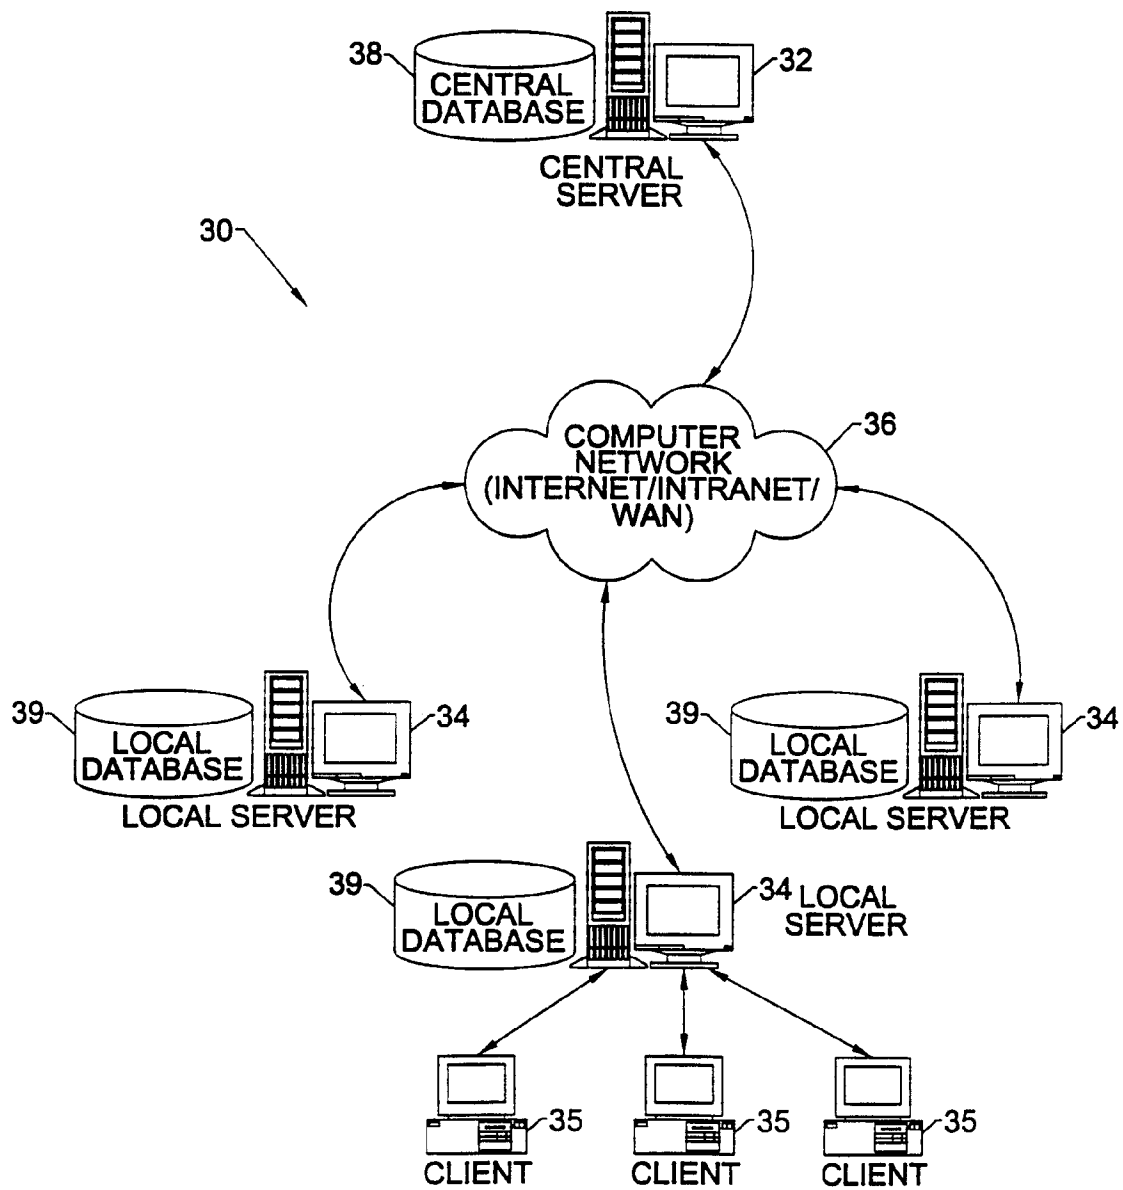 38
CENTRAL
DATABASE
32
CENTRAL
SERVER
30
36
COMPUTER
NETWORK
(INTERNET/INTRANET/
WAN)
39
LOCAL
DATABASE
34
LOCAL SERVER
39
LOCAL
DATABASE
34
LOCAL SERVER
39
LOCAL
DATABASE
34
LOCAL
SERVER
35
CLIENT
35
CLIENT
35
CLIENT